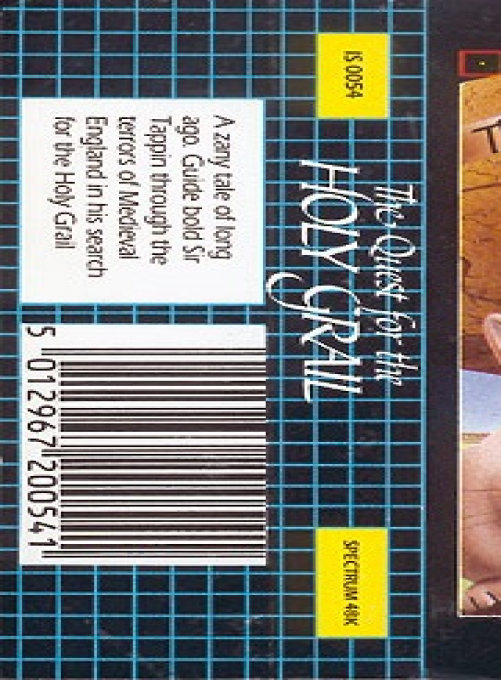 IS 0054
The Quest for the
HOLY GRAIL
SPECTRUM 48K
A zany tale of long
ago. Guide bold Sir
Tappin through the
terrors of Medieval
England in his search
for the Holy Grail
5 012967 200541